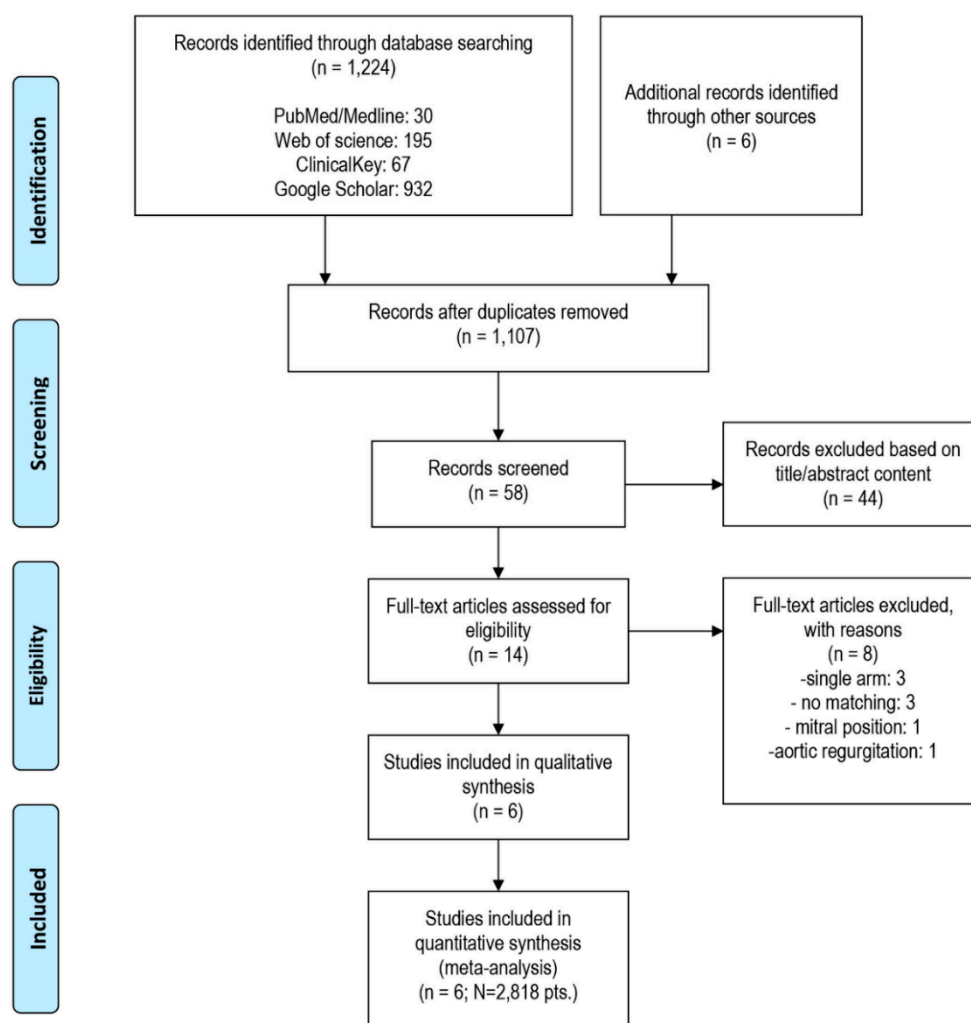 Identification
Records identified through database searching
(n = 1,224)
PubMed/Medline: 30
Web of science: 195
ClinicalKey: 67
Google Scholar: 932
Additional records identified
through other sources
(n = 6)
Records after duplicates removed
(n = 1,107)
Screening
Records screened
(n = 58)
Records excluded based on
title/abstract content
(n = 44)
Eligibility
Full-text articles assessed for
eligibility
(n = 14)
Full-text articles excluded,
with reasons
(n = 8)
-single arm: 3
- no matching: 3
- mitral position: 1
-aortic regurgitation: 1
Studies included in qualitative
synthesis
(n = 6)
Included
Studies included in
quantitative synthesis
(meta-analysis)
(n = 6; N=2,818 pts.)